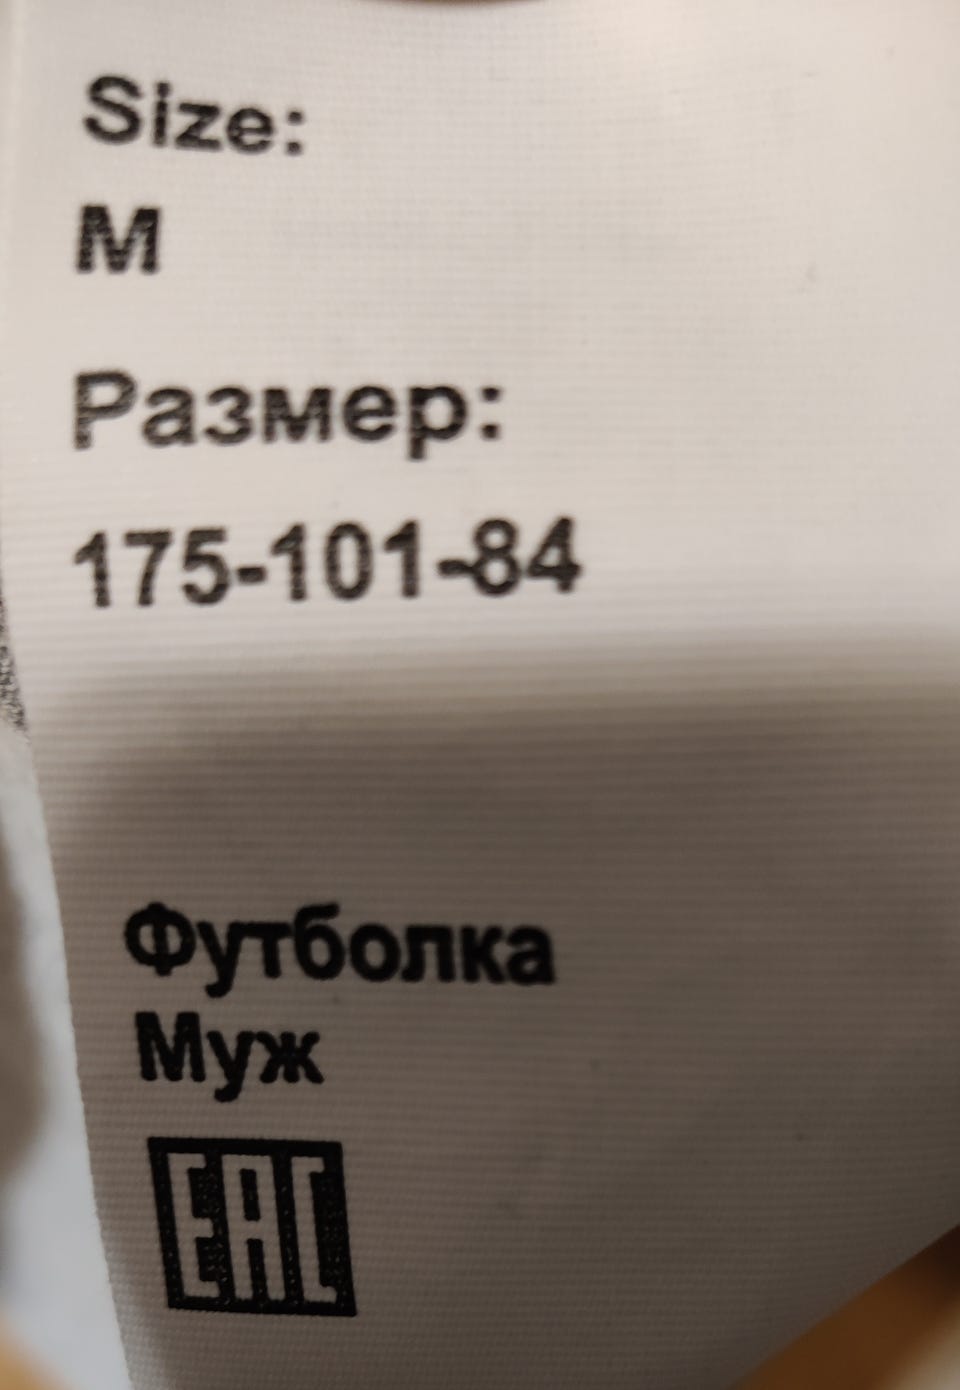 Size:
M
Размер:
175-101-84
Футболка
Муж
EAC